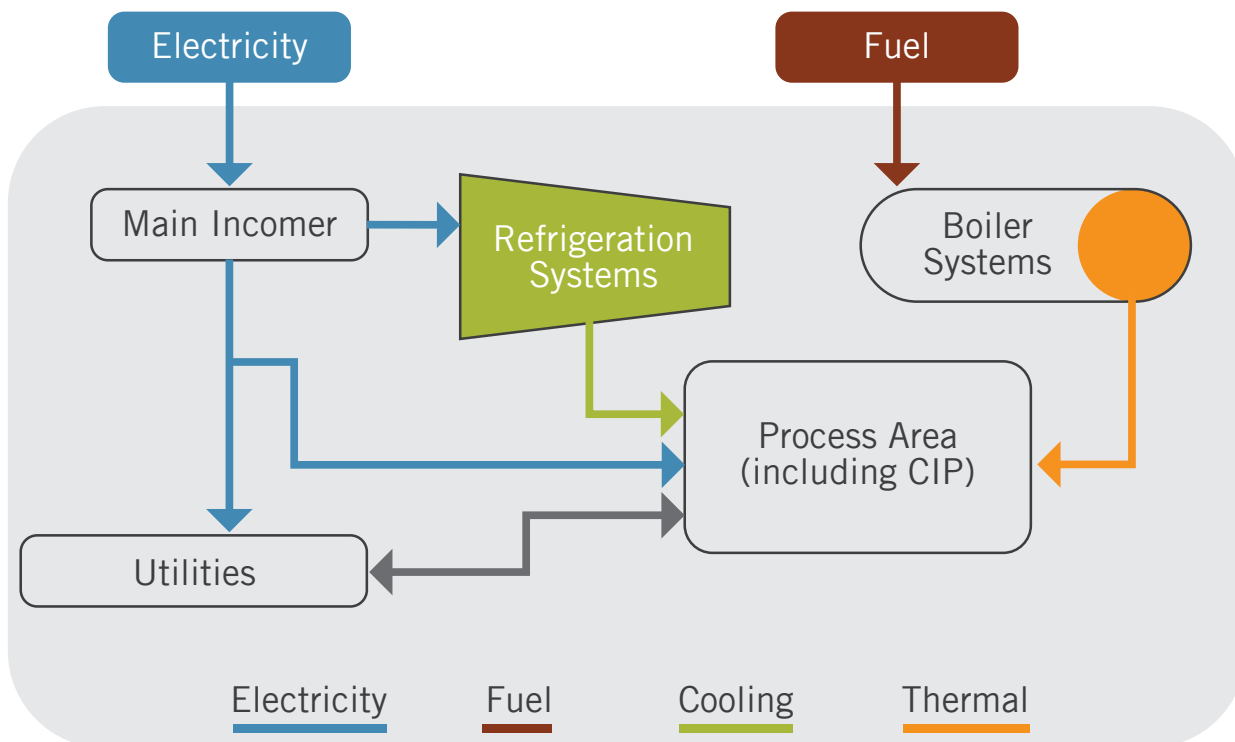 Electricity
Fuel
Main Incomer
Refrigeration
Systems
Boiler
Systems
Process Area
(including CIP)
Utilities
Electricity
Fuel
Cooling
Thermal